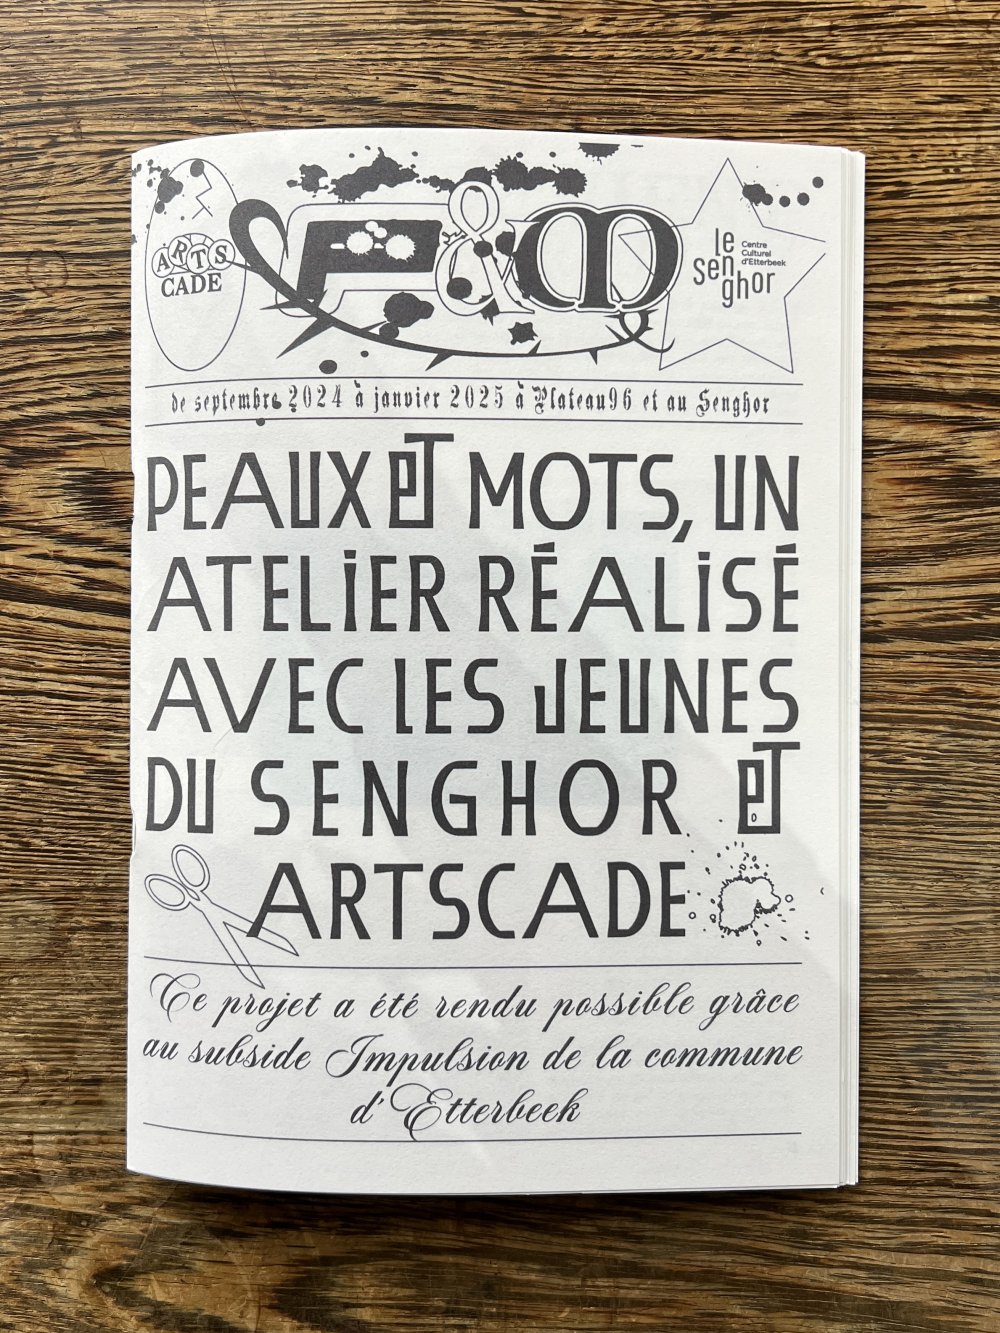 ARTS
CADE
P&M
le
senghor
Centre
Culturel
d'Etterbeek
de septembre 2024 à janvier 2025 à Plateau96 et au Senghor
PEAUX ET MOTS, UN
ATELIER RÉALISÉ
AVEC LES JEUNES
DU SENGHOR ET
ARTSCADE
Ce projet a été rendu possible grâce
au subside Impulsion de la commune
d'Etterbeek